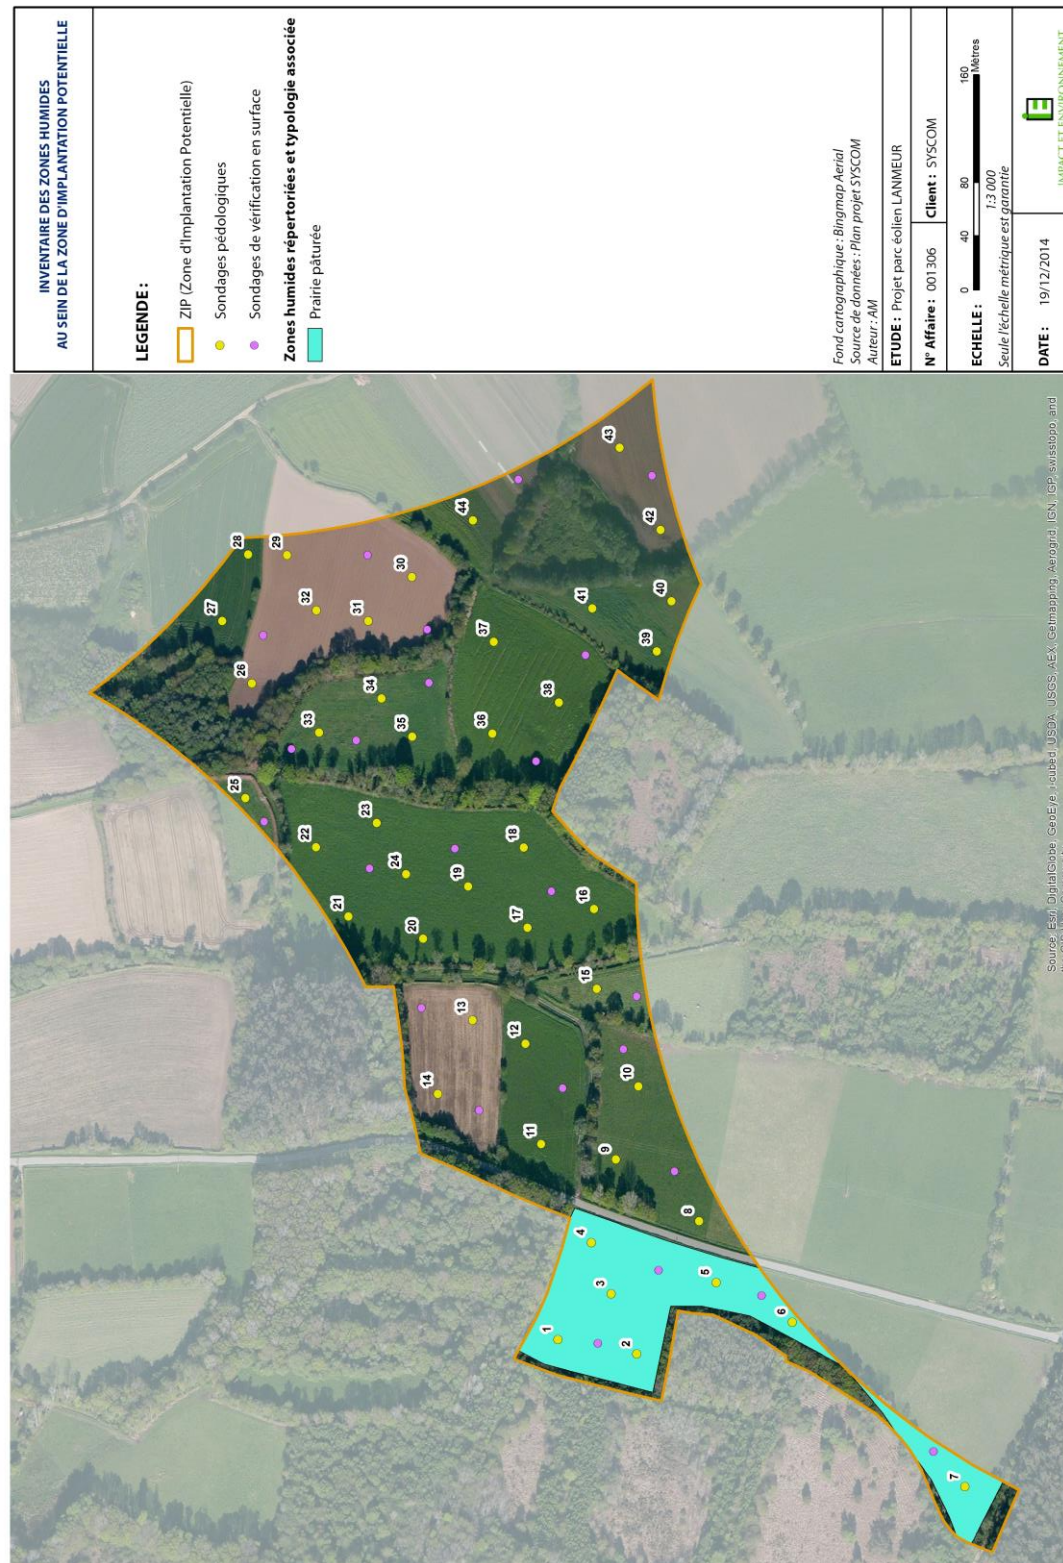 INVENTAIRE DES ZONES HUMIDES
AU SEIN DE LA ZONE D'IMPLANTATION POTENTIELLE
LEGENDE :
ZIP (Zone d'Implantation Potentielle)
Sondages pédologiques
Sondages de vérification en surface
Zones humides répertoriées et typologie associée
Prairie pâturée
Fond cartographique : Bingmap Aerial
Source de données : Plan projet SYSCOM
Auteur : AM
ETUDE : Projet parc éolien LANMEUR
N° Affaire : 001306
Client : SYSCOM
ECHELLE :
0 40 80 160
Mètres
1:3 000
Seule l'échelle métrique est garantie
DATE : 19/12/2014
IE
IMPACT ET ENVIRONNEMENT
1
2
3
4
5
6
7
8
9
10
11
12
13
14
15
16
17
18
19
20
21
22
23
24
25
26
27
28
29
30
31
32
33
34
35
36
37
38
39
40
41
42
43
44
Source: Esri, DigitalGlobe, GeoEye, i-cubed, USDA, USGS, AEX, Getmapping, Aerogrid, IGN, IGP, swisstopo, and